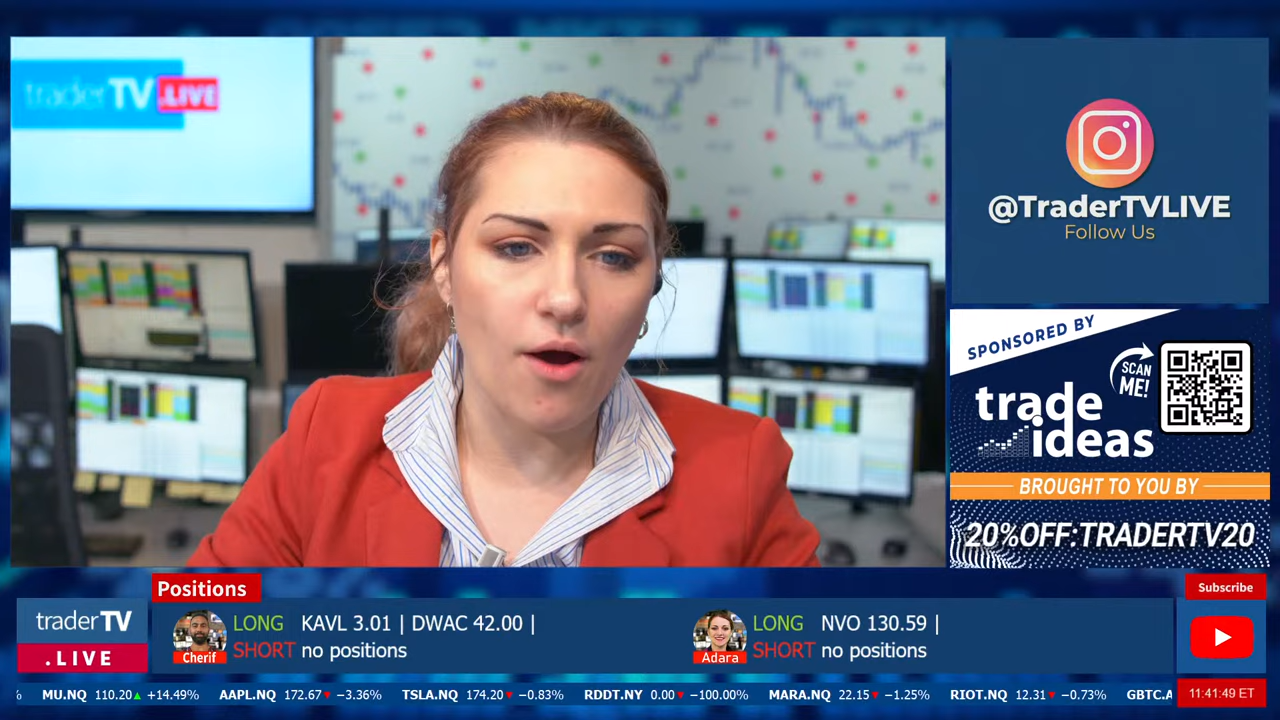 traderTV.LIVE
@TraderTVLIVE
Follow Us
SPONSORED BY
SCAN
ME!
trade
ideas
BROUGHT TO YOU BY
20%OFF:TRADERTV20
Positions
Subscribe
traderTV
.LIVE
Cherif
LONG KAVL 3.01 | DWAC 42.00 |
SHORT no positions
Adara
LONG NVO 130.59 |
SHORT no positions
% MU.NQ 110.20▲ +14.49% AAPL.NQ 172.67▼ −3.36% TSLA.NQ 174.20▼ −0.83% RDDT.NY 0.00▼ −100.00% MARA.NQ 22.15▼ −1.25% RIOT.NQ 12.31▼ −0.73% GBTC.A
11:41:49 ET